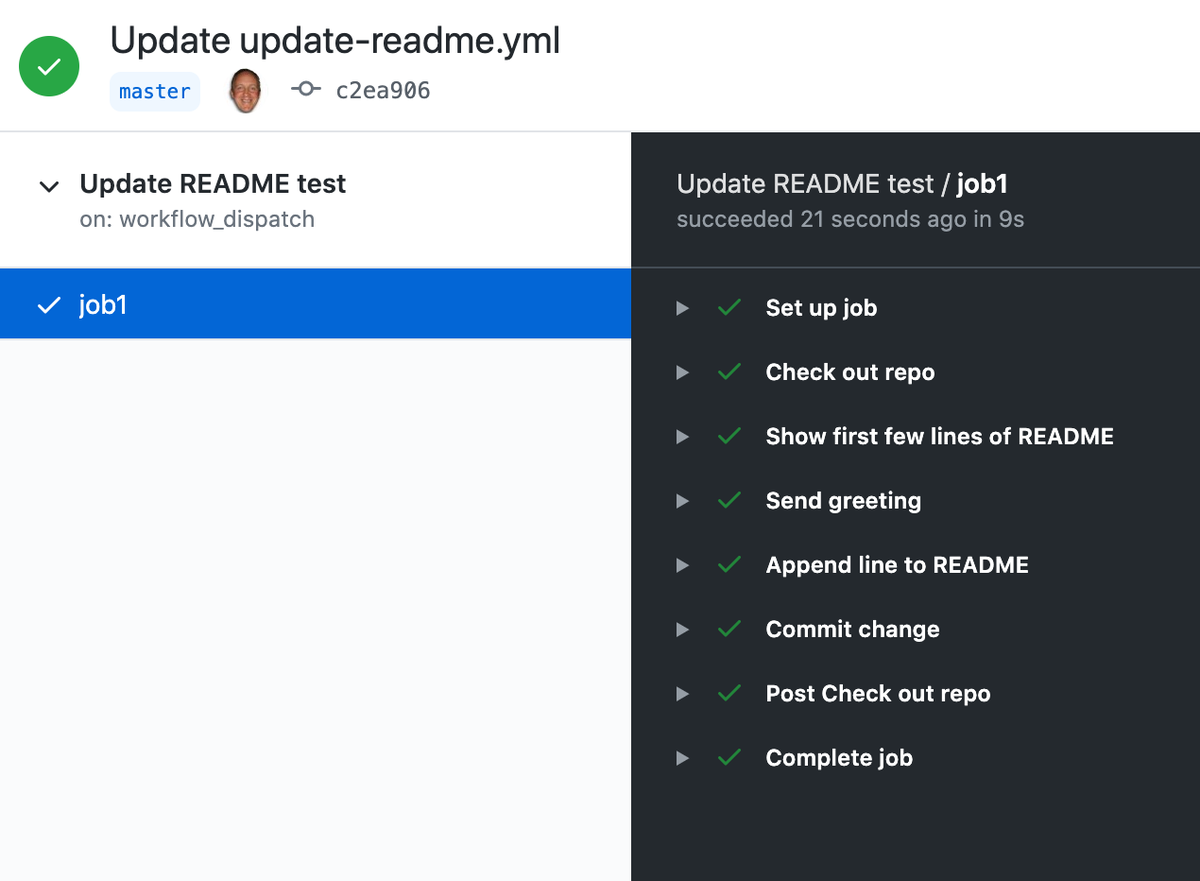 Update update-readme.yml
master c2ea906
Update README test
on: workflow_dispatch
job1
Update README test / job1
succeeded 21 seconds ago in 9s
Set up job
Check out repo
Show first few lines of README
Send greeting
Append line to README
Commit change
Post Check out repo
Complete job